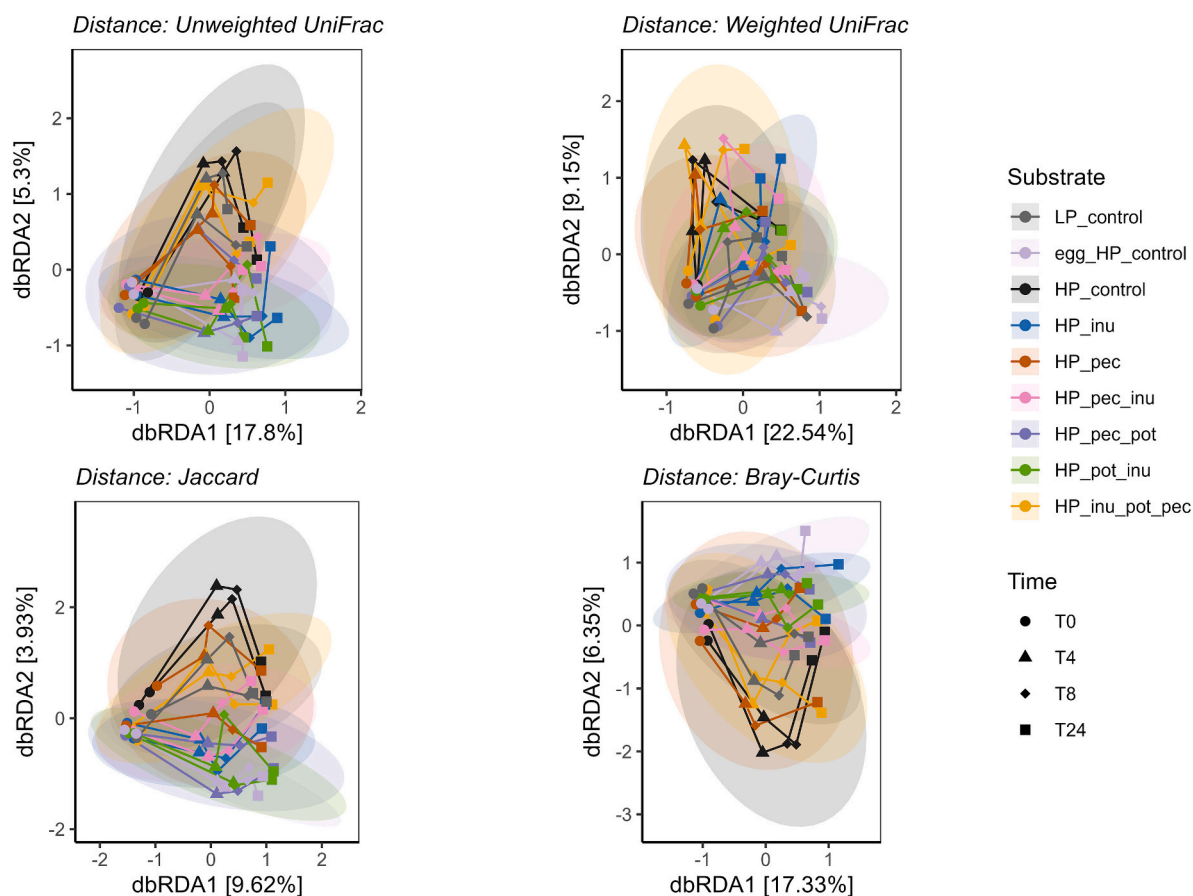 Distance: Unweighted UniFrac
dbRDA2 [5.3%]
2
1
0
-1
-1
0
1
2
dbRDA1 [17.8%]
Distance: Weighted UniFrac
dbRDA2 [9.15%]
2
1
0
-1
-1
0
1
2
dbRDA1 [22.54%]
Distance: Jaccard
dbRDA2 [3.93%]
2
0
-2
-2
-1
0
1
2
dbRDA1 [9.62%]
Distance: Bray-Curtis
dbRDA2 [6.35%]
1
0
-1
-2
-3
-1
0
1
dbRDA1 [17.33%]
Substrate
LP_control
egg_HP_control
HP_control
HP_inu
HP_pec
HP_pec_inu
HP_pec_pot
HP_pot_inu
HP_inu_pot_pec
Time
T0
T4
T8
T24